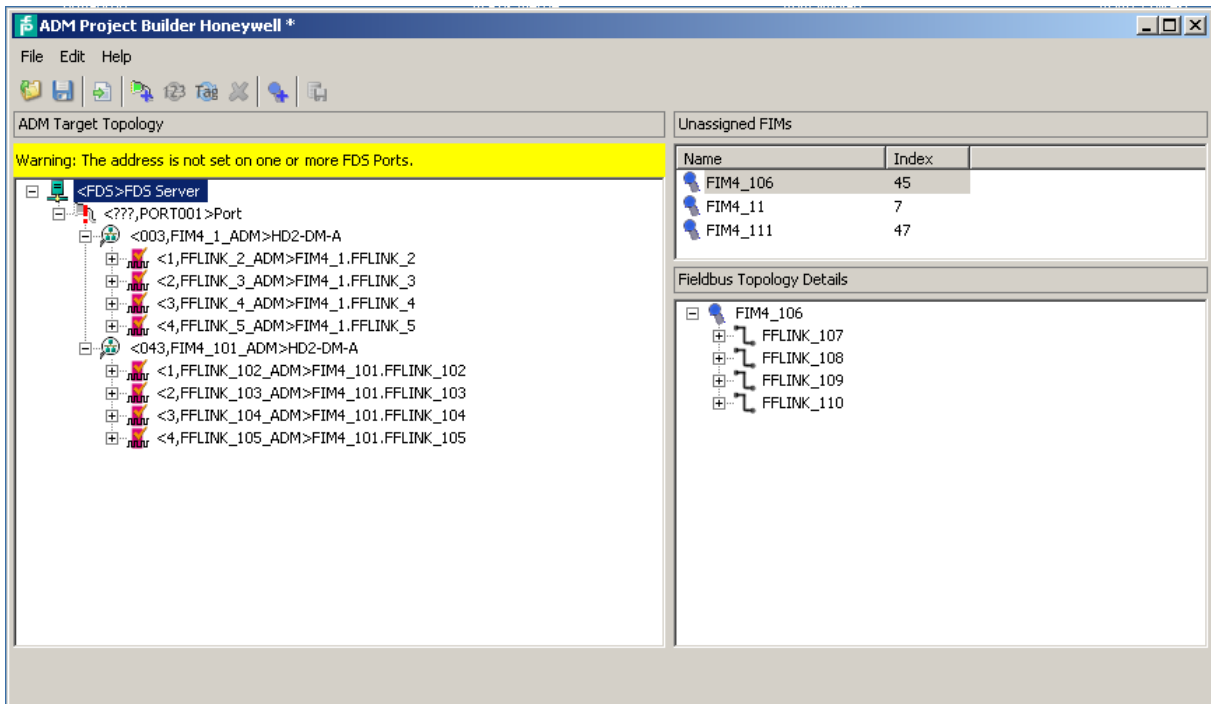 ADM Project Builder Honeywell *
File Edit Help
123 Tag
ADM Target Topology
Warning: The address is not set on one or more FDS Ports.
<FDS>FDS Server
<???,PORT001>Port
<003,FIM4_1_ADM>HD2-DM-A
<1,FFLINK_2_ADM>FIM4_1.FFLINK_2
<2,FFLINK_3_ADM>FIM4_1.FFLINK_3
<3,FFLINK_4_ADM>FIM4_1.FFLINK_4
<4,FFLINK_5_ADM>FIM4_1.FFLINK_5
<043,FIM4_101_ADM>HD2-DM-A
<1,FFLINK_102_ADM>FIM4_101.FFLINK_102
<2,FFLINK_103_ADM>FIM4_101.FFLINK_103
<3,FFLINK_104_ADM>FIM4_101.FFLINK_104
<4,FFLINK_105_ADM>FIM4_101.FFLINK_105
Unassigned FIMs
Name Index
FIM4_106 45
FIM4_11 7
FIM4_111 47
Fieldbus Topology Details
FIM4_106
FFLINK_107
FFLINK_108
FFLINK_109
FFLINK_110